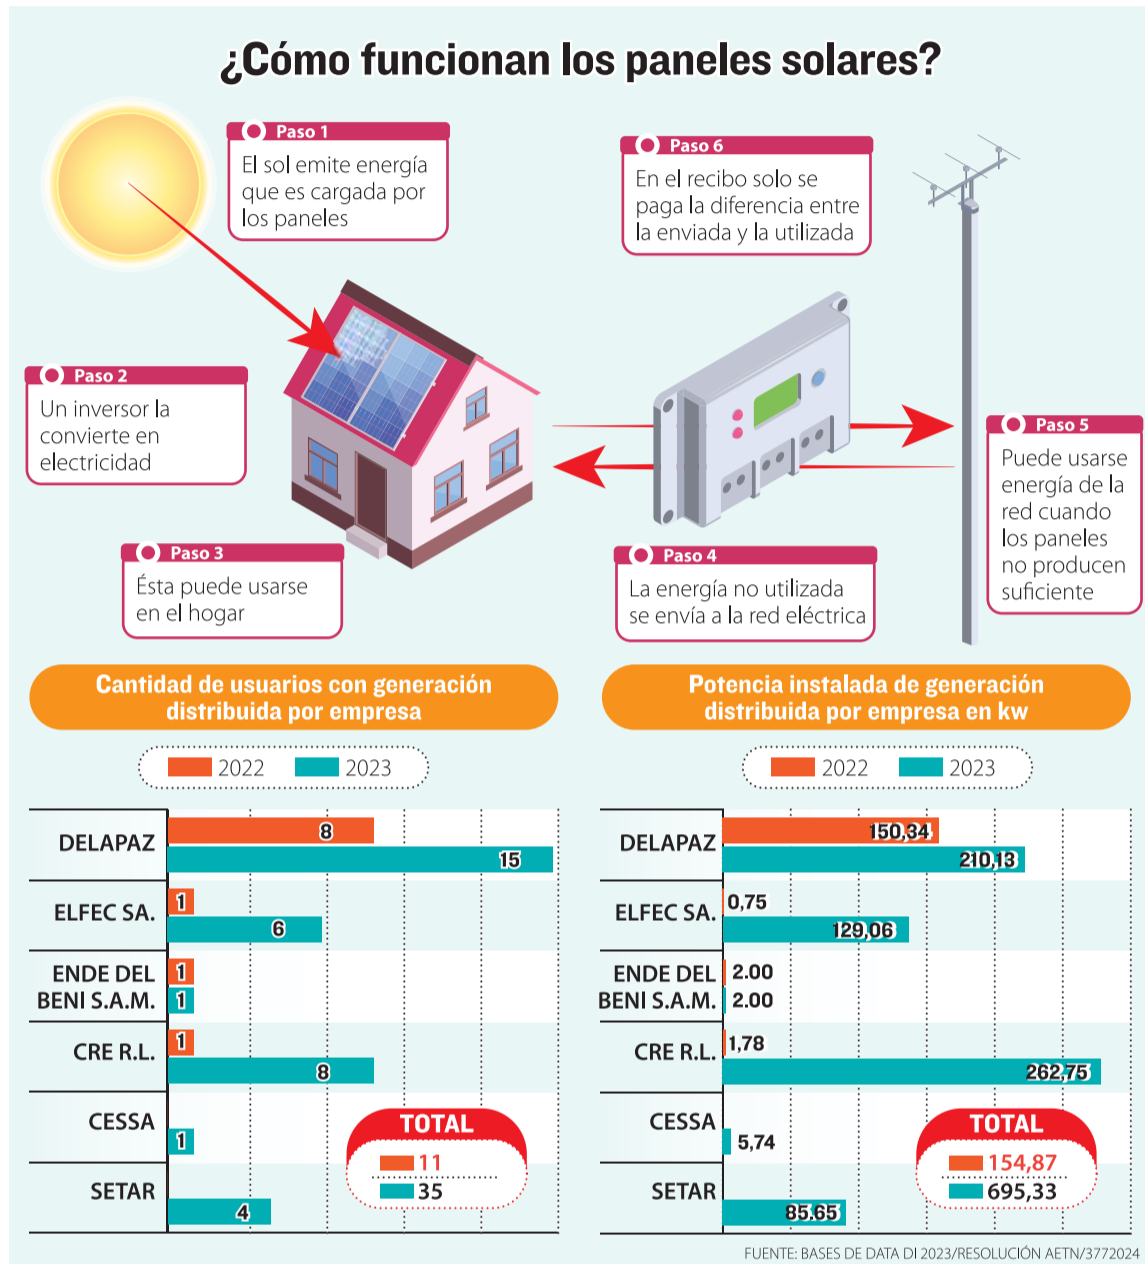 ¿Cómo funcionan los paneles solares?
Paso 1
El sol emite energía
que es cargada por
los paneles
Paso 2
Un inversor la
convierte en
electricidad
Paso 3
Ésta puede usarse
en el hogar
Paso 4
La energía no utilizada
se envía a la red eléctrica
Paso 5
Puede usarse
energía de la
red cuando
los paneles
no producen
suficiente
Paso 6
En el recibo solo se
paga la diferencia entre
la enviada y la utilizada
Cantidad de usuarios con generación
distribuida por empresa
2022 2023
DELAPAZ
8
15
ELFEC SA.
1
6
ENDE DEL
BENI S.A.M.
1
1
CRE R.L.
1
8
CESSA
1
SETAR
4
TOTAL
11
35
Potencia instalada de generación
distribuida por empresa en kw
2022 2023
DELAPAZ
150,34
210,13
ELFEC SA.
0,75
129,06
ENDE DEL
BENI S.A.M.
2.00
2.00
CRE R.L.
1,78
262,75
CESSA
5,74
SETAR
85.65
TOTAL
154,87
695,33
FUENTE: BASES DE DATA DI 2023/RESOLUCIÓN AETN/3772024